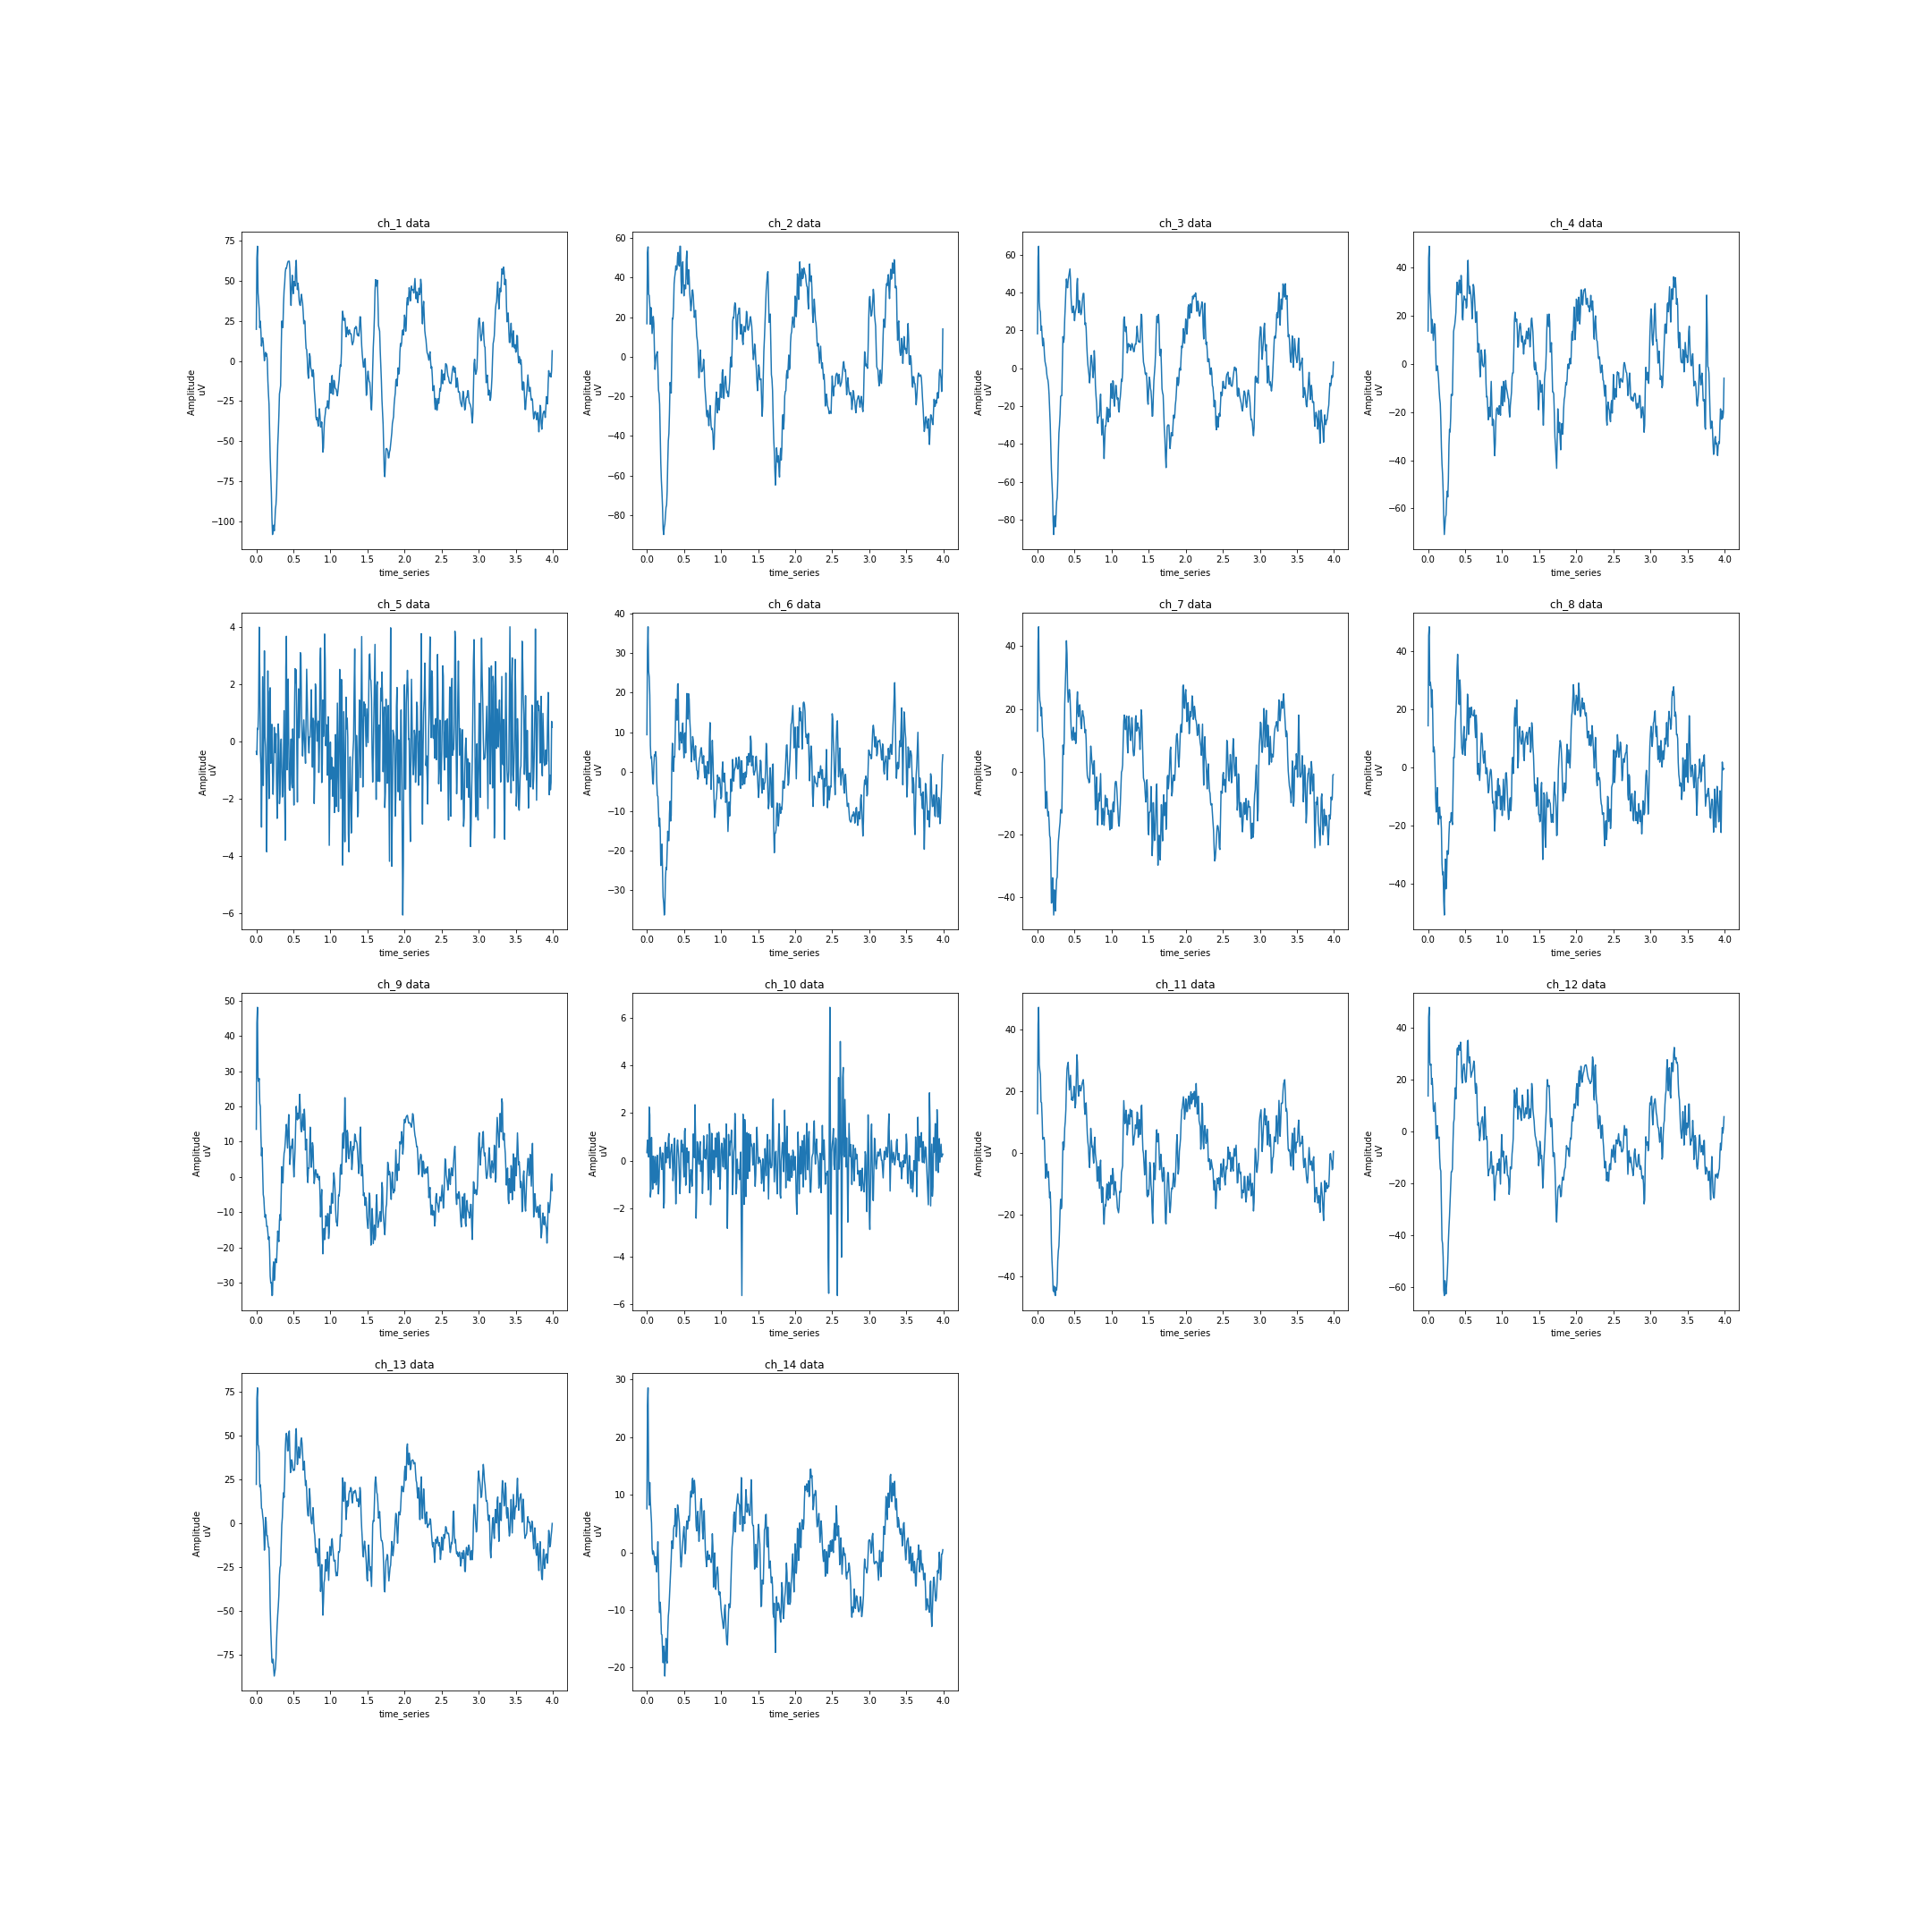 ch_1 data
75
50
25
0
−25
−50
−75
−100
Amplitude
uV
0.0 0.5 1.0 1.5 2.0 2.5 3.0 3.5 4.0
time_series
ch_2 data
60
40
20
0
−20
−40
−60
−80
Amplitude
uV
0.0 0.5 1.0 1.5 2.0 2.5 3.0 3.5 4.0
time_series
ch_3 data
60
40
20
0
−20
−40
−60
−80
Amplitude
uV
0.0 0.5 1.0 1.5 2.0 2.5 3.0 3.5 4.0
time_series
ch_4 data
40
20
0
−20
−40
−60
Amplitude
uV
0.0 0.5 1.0 1.5 2.0 2.5 3.0 3.5 4.0
time_series
ch_5 data
4
2
0
−2
−4
−6
Amplitude
uV
0.0 0.5 1.0 1.5 2.0 2.5 3.0 3.5 4.0
time_series
ch_6 data
40
30
20
10
0
−10
−20
−30
Amplitude
uV
0.0 0.5 1.0 1.5 2.0 2.5 3.0 3.5 4.0
time_series
ch_7 data
40
20
0
−20
−40
Amplitude
uV
0.0 0.5 1.0 1.5 2.0 2.5 3.0 3.5 4.0
time_series
ch_8 data
40
20
0
−20
−40
Amplitude
uV
0.0 0.5 1.0 1.5 2.0 2.5 3.0 3.5 4.0
time_series
ch_9 data
50
40
30
20
10
0
−10
−20
−30
Amplitude
uV
0.0 0.5 1.0 1.5 2.0 2.5 3.0 3.5 4.0
time_series
ch_10 data
6
4
2
0
−2
−4
−6
Amplitude
uV
0.0 0.5 1.0 1.5 2.0 2.5 3.0 3.5 4.0
time_series
ch_11 data
40
20
0
−20
−40
Amplitude
uV
0.0 0.5 1.0 1.5 2.0 2.5 3.0 3.5 4.0
time_series
ch_12 data
40
20
0
−20
−40
−60
Amplitude
uV
0.0 0.5 1.0 1.5 2.0 2.5 3.0 3.5 4.0
time_series
ch_13 data
75
50
25
0
−25
−50
−75
Amplitude
uV
0.0 0.5 1.0 1.5 2.0 2.5 3.0 3.5 4.0
time_series
ch_14 data
30
20
10
0
−10
−20
Amplitude
uV
0.0 0.5 1.0 1.5 2.0 2.5 3.0 3.5 4.0
time_series